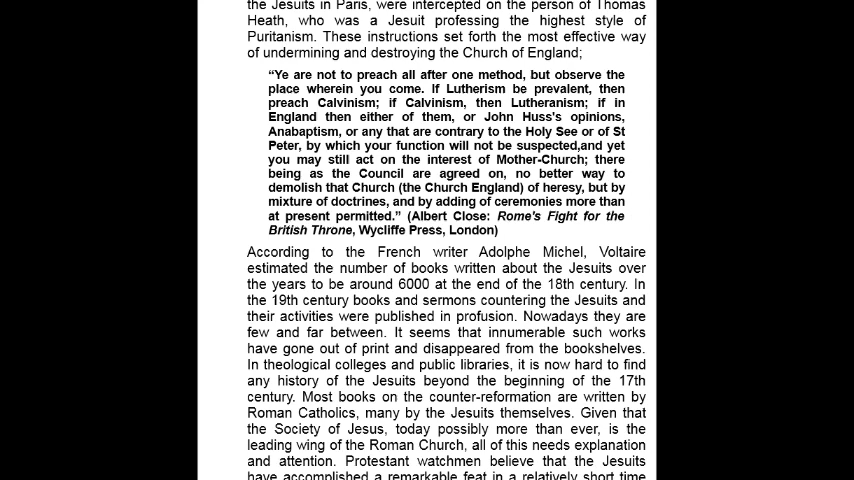 the Jesuits in Paris, were intercepted on the person of Thomas
Heath, who was a Jesuit professing the highest style of
Puritanism. These instructions set forth the most effective way
of undermining and destroying the Church of England;
“Ye are not to preach all after one method, but observe the
place wherein you come. If Lutherism be prevalent, then
preach Calvinism; if Calvinism, then Lutheranism; if in
England then either of them, or John Huss's opinions,
Anabaptism, or any that are contrary to the Holy See or of St
Peter, by which your function will not be suspected,and yet
you may still act on the interest of Mother-Church; there
being as the Council are agreed on, no better way to
demolish that Church (the Church England) of heresy, but by
mixture of doctrines, and by adding of ceremonies more than
at present permitted.” (Albert Close: Rome's Fight for the
British Throne, Wycliffe Press, London)
According to the French writer Adolphe Michel, Voltaire
estimated the number of books written about the Jesuits over
the years to be around 6000 at the end of the 18th century. In
the 19th century books and sermons countering the Jesuits and
their activities were published in profusion. Nowadays they are
few and far between. It seems that innumerable such works
have gone out of print and disappeared from the bookshelves.
In theological colleges and public libraries, it is now hard to find
any history of the Jesuits beyond the beginning of the 17th
century. Most books on the counter-reformation are written by
Roman Catholics, many by the Jesuits themselves. Given that
the Society of Jesus, today possibly more than ever, is the
leading wing of the Roman Church, all of this needs explanation
and attention. Protestant watchmen believe that the Jesuits
have accomplished a remarkable feat in a relatively short time